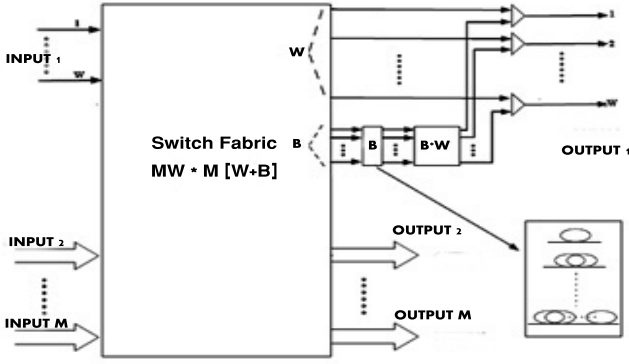 1
INPUT 1
W
W
B
Switch Fabric
MW * M [W+B]
B
B·W
1
2
W
OUTPUT 1
INPUT 2
INPUT M
OUTPUT 2
OUTPUT M